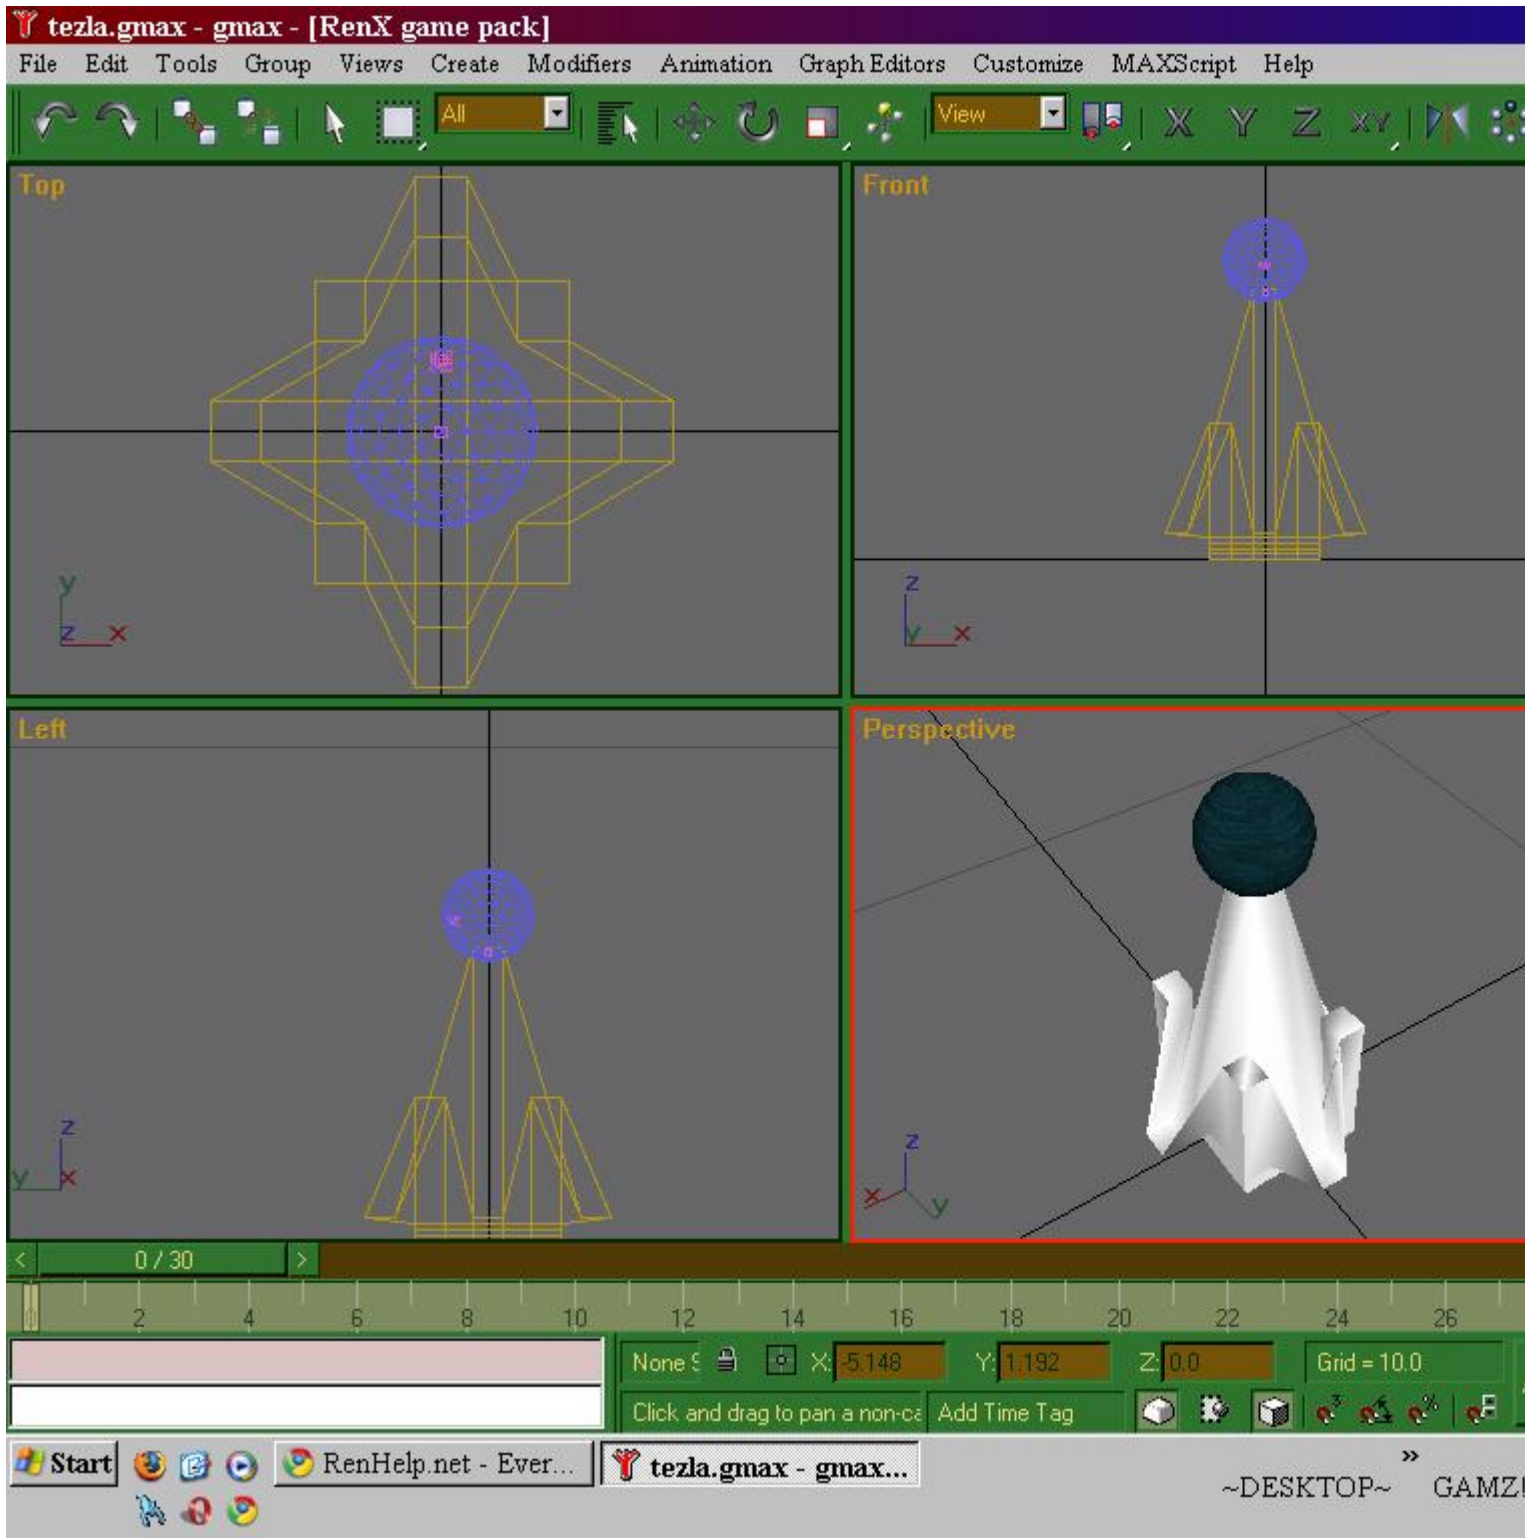 tezla.gmax - gmax - [RenX game pack]
File Edit Tools Group Views Create Modifiers Animation Graph Editors Customize MAXScript Help
All View X Y Z XY
Top
Front
y
z x
z
y x
Left
Perspective
z
y x
z
x y
< 0 / 30 >
0 2 4 6 8 10 12 14 16 18 20 22 24 26
None S X: -5.148 Y: 1.192 Z: 0.0 Grid = 10.0
Click and drag to pan a non-ca Add Time Tag
Start RenHelp.net - Ever... tezla.gmax - gmax...
~DESKTOP~ » GAMZ!